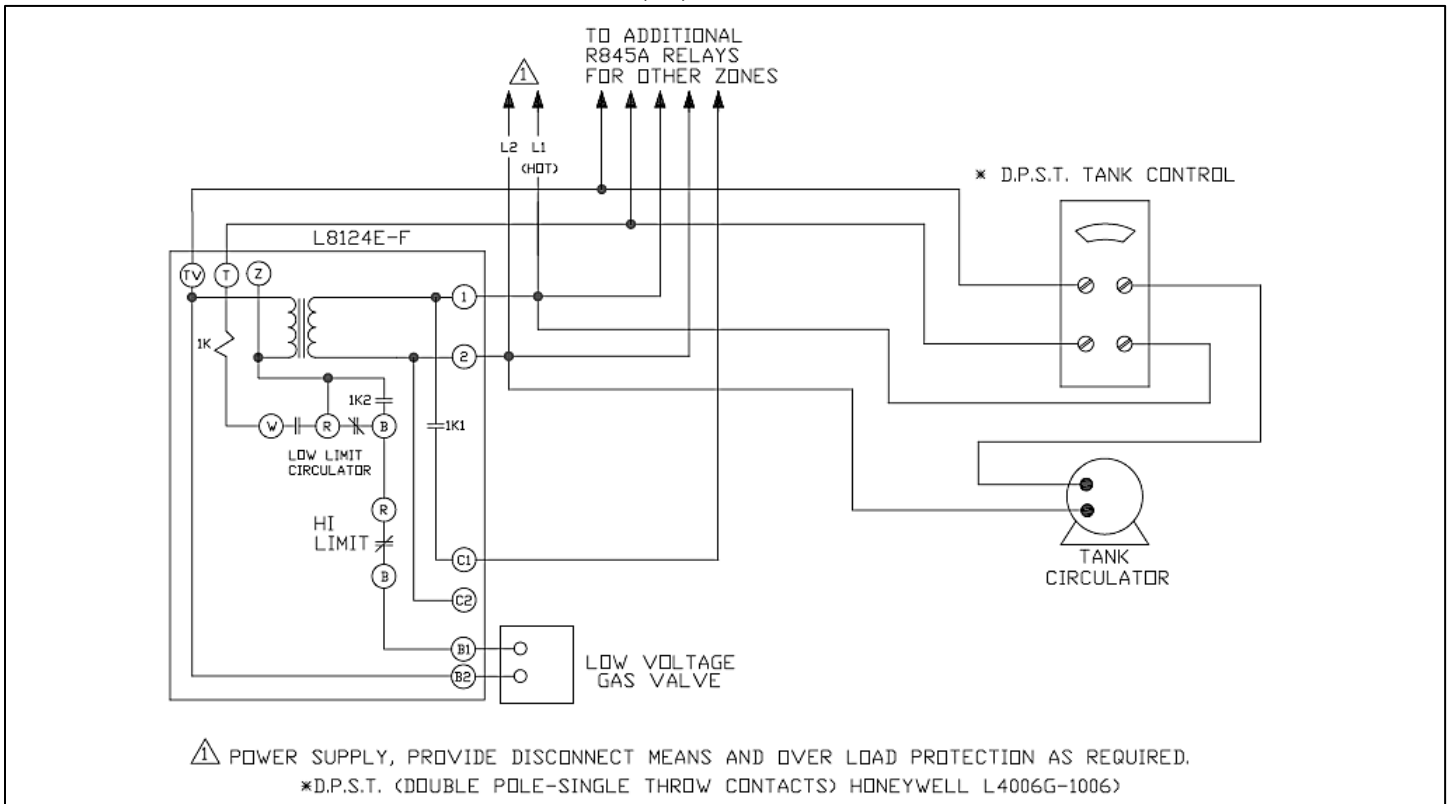 TO ADDITIONAL
R845A RELAYS
FOR OTHER ZONES
1
L2 L1
(HOT)
* D.P.S.T. TANK CONTROL
L8124E-F
TV T Z
1
1K
2
1K2
W R B
1K1
LOW LIMIT
CIRCULATOR
R
HI
LIMIT
C1
B
C2
TANK
CIRCULATOR
B1
B2
LOW VOLTAGE
GAS VALVE
1 POWER SUPPLY, PROVIDE DISCONNECT MEANS AND OVER LOAD PROTECTION AS REQUIRED.
*D.P.S.T. (DOUBLE POLE-SINGLE THROW CONTACTS) HONEYWELL L4006G-1006)